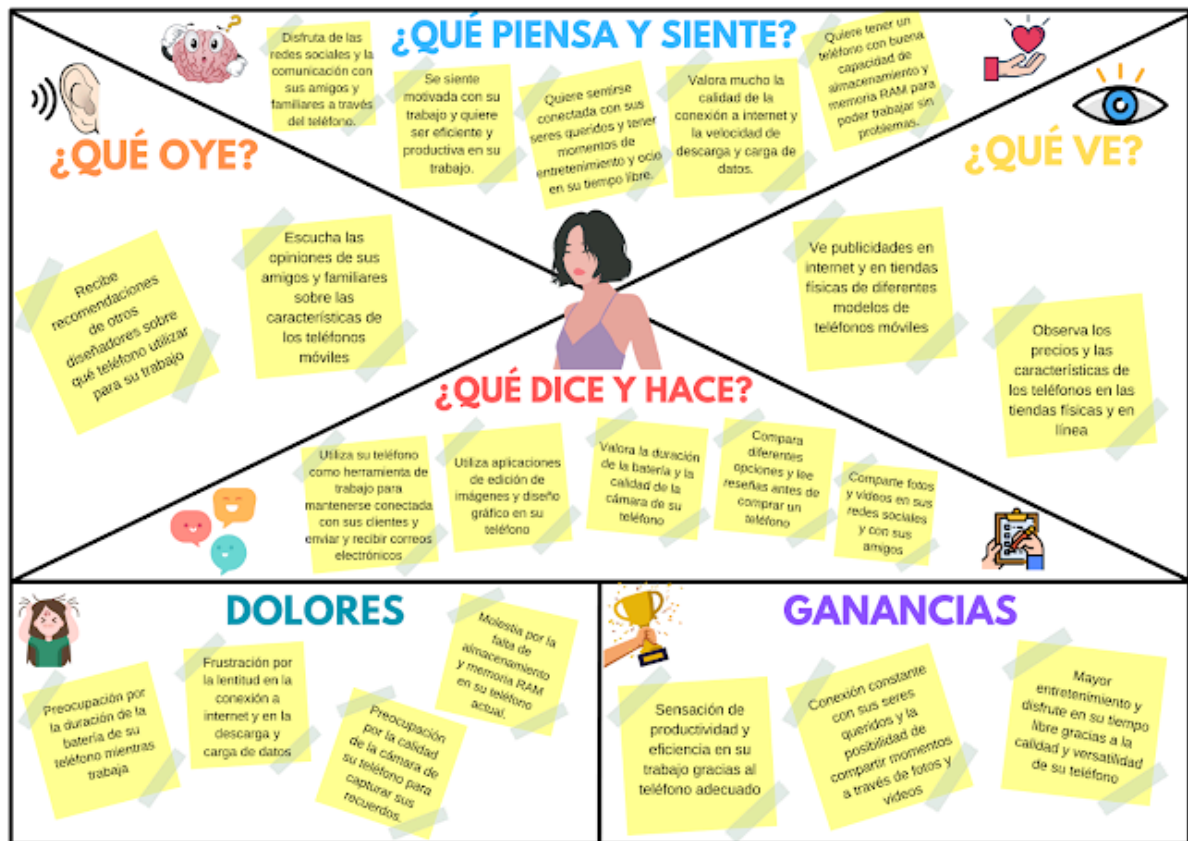 ¿QUÉ PIENSA Y SIENTE?
Disfruta de las
redes sociales y la
comunicación con
sus amigos y
familiares a través
del teléfono.
Se siente
motivada con su
trabajo y quiere
ser eficiente y
productiva en su
trabajo.
Quiere sentirse
conectada con sus
seres queridos y tener
momentos de
entretenimiento y ocio
en su tiempo libre.
Valora mucho la
calidad de la
conexión a internet y
la velocidad de
descarga y carga de
datos.
Quiere tener un
teléfono con buena
capacidad de
almacenamiento y
memoria RAM para
poder trabajar sin
problemas.
¿QUÉ OYE?
Recibe
recomendaciones
de otros
diseñadores sobre
qué teléfono utilizar
para su trabajo
Escucha las
opiniones de sus
amigos y familiares
sobre las
características de
los teléfonos
móviles
¿QUÉ VE?
Ve publicidades en
internet y en tiendas
físicas de diferentes
modelos de
teléfonos móviles
Observa los
precios y las
características de
los teléfonos en las
tiendas físicas y en
línea
¿QUÉ DICE Y HACE?
Utiliza su teléfono
como herramienta de
trabajo para
mantenerse conectada
con sus clientes y
enviar y recibir correos
electrónicos
Utiliza aplicaciones
de edición de
imágenes y diseño
gráfico en su
teléfono
Valora la duración
de la batería y la
calidad de la
cámara de su
teléfono
Compara
diferentes
opciones y lee
reseñas antes de
comprar un
teléfono
Comparte fotos
y videos en sus
redes sociales
y con sus
amigos
DOLORES
Preocupación por
la duración de la
batería de su
teléfono mientras
trabaja
Frustración por
la lentitud en la
conexión a
internet y en la
descarga y
carga de datos
Preocupación
por la calidad
de la cámara de
su teléfono para
capturar sus
recuerdos.
Molestia por la
falta de
almacenamiento
y memoria RAM
en su teléfono
actual.
GANANCIAS
Sensación de
productividad y
eficiencia en su
trabajo gracias al
teléfono adecuado
Conexión constante
con sus seres
queridos y la
posibilidad de
compartir momentos
a través de fotos y
videos
Mayor
entretenimiento y
disfrute en su tiempo
libre gracias a la
calidad y versatilidad
de su teléfono